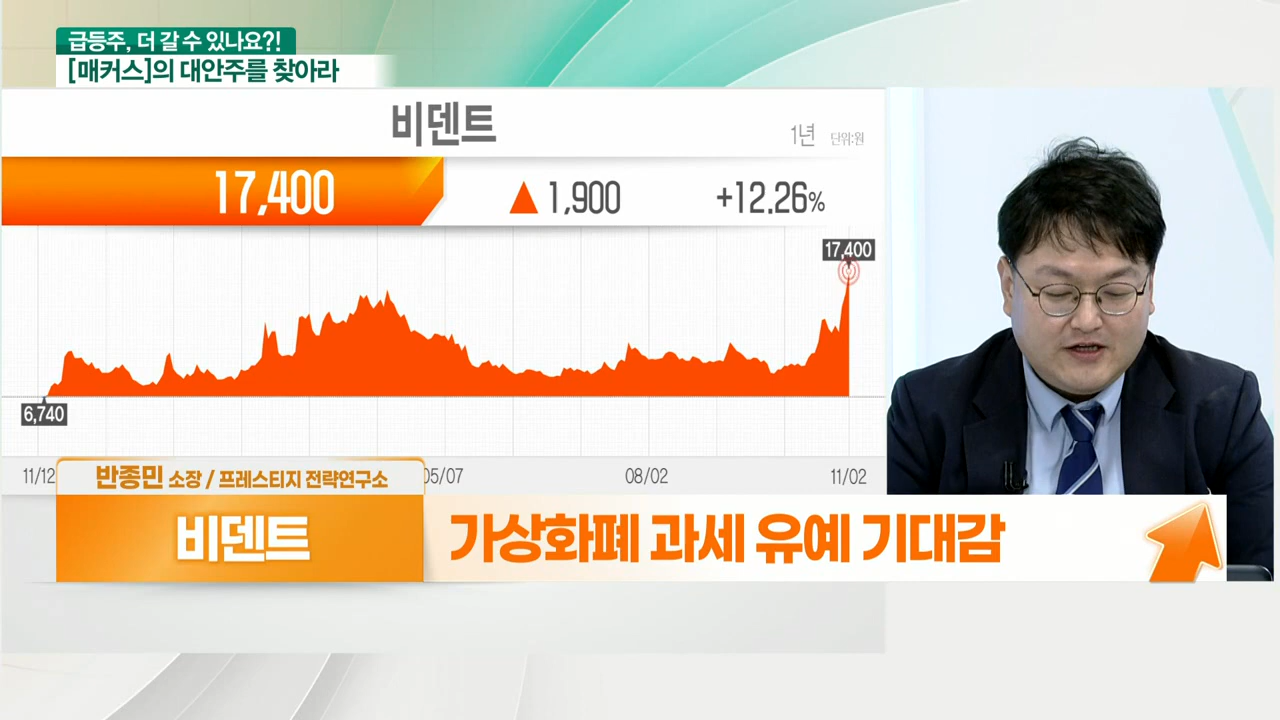 급등주, 더 갈 수 있나요?!
[매커스]의 대안주를 찾아라
비덴트
1년 단위:원
17,400 ▲ 1,900 +12.26%
17,400
6,740
11/12 05/07 08/02 11/02
반종민 소장 / 프레스티지 전략연구소
비덴트 가상화폐 과세 유예 기대감